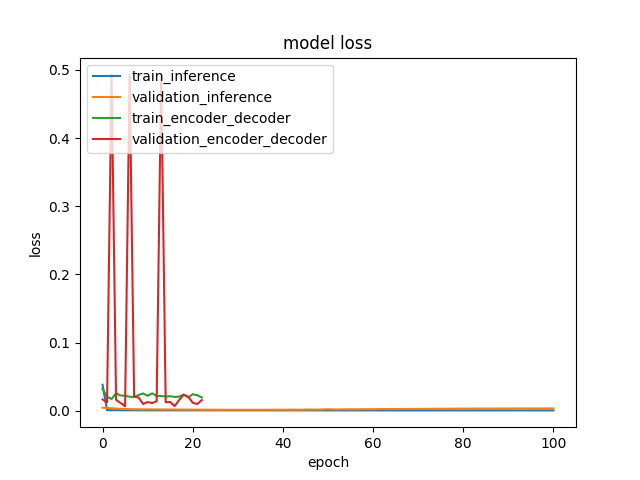 model loss
train_inference
validation_inference
train_encoder_decoder
validation_encoder_decoder
loss
0.5
0.4
0.3
0.2
0.1
0.0
0 20 40 60 80 100
epoch